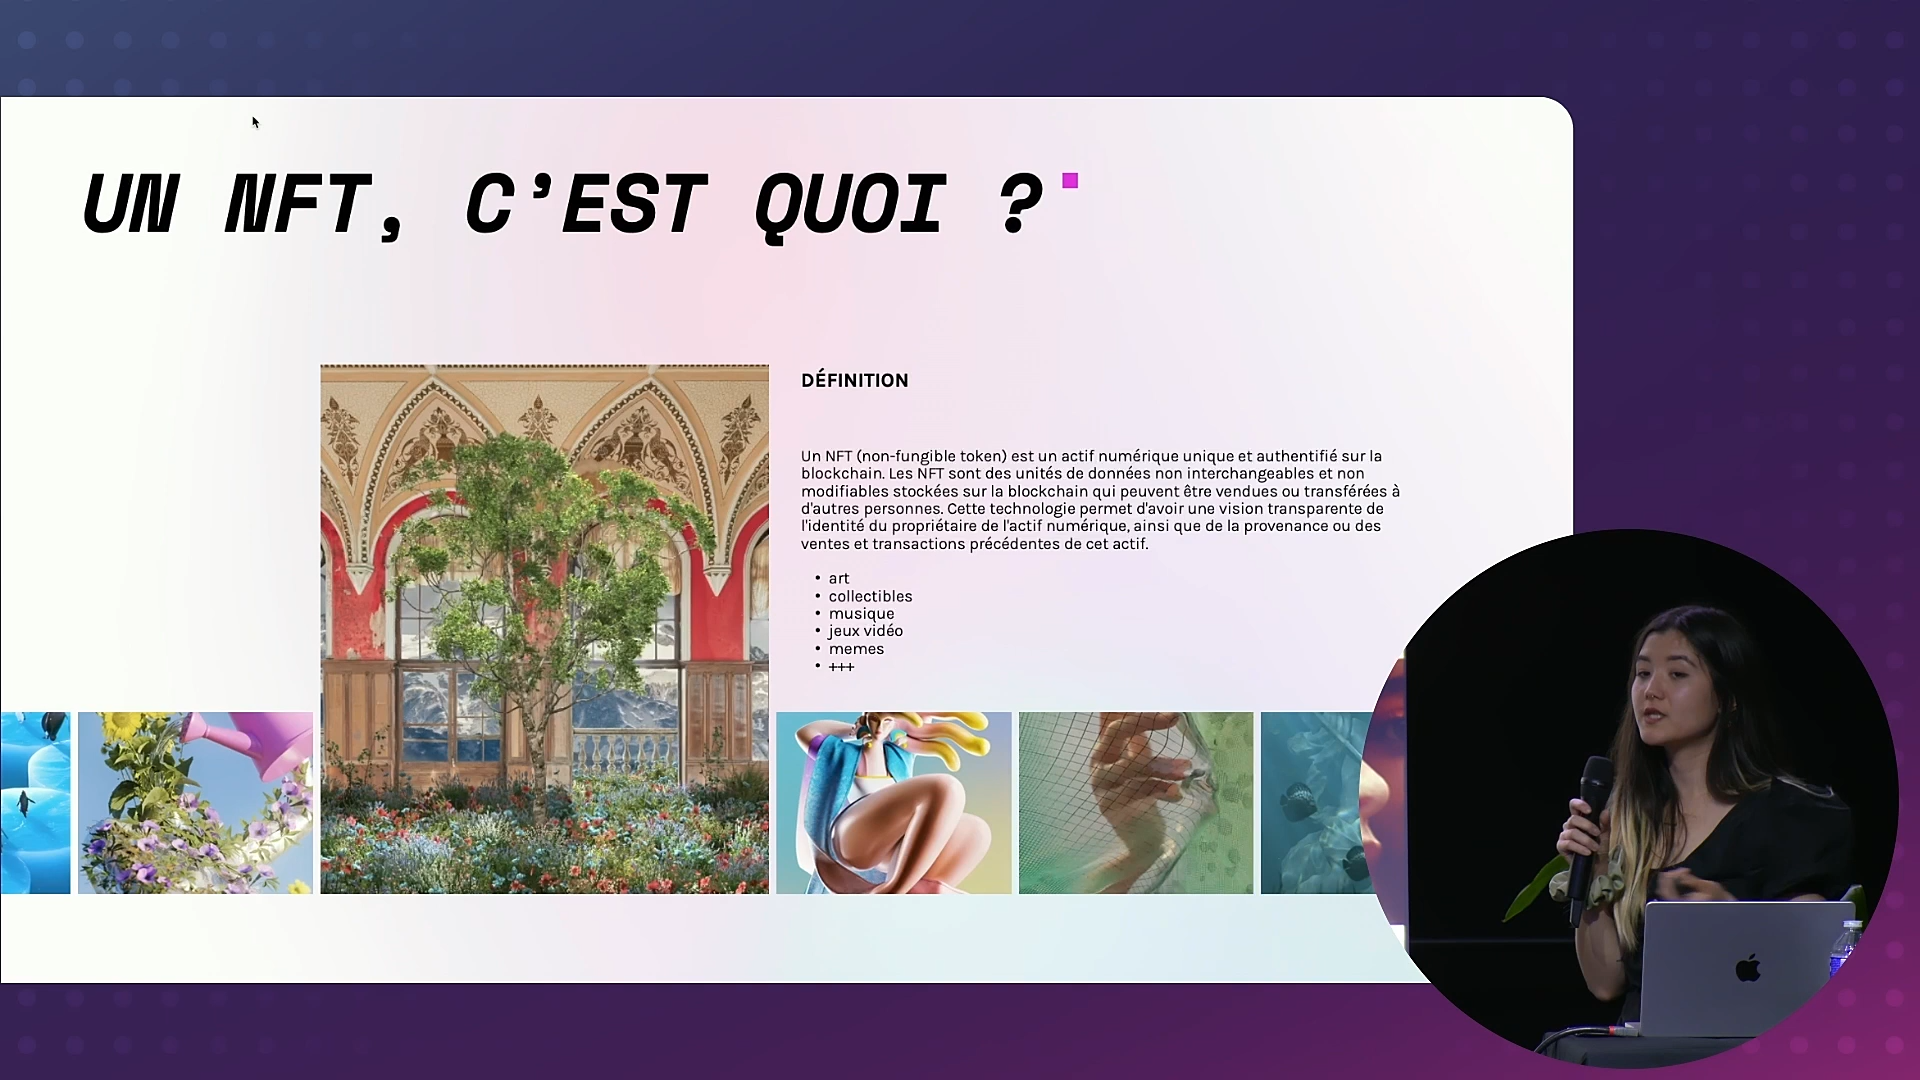 UN NFT, C’EST QUOI ?
DÉFINITION
Un NFT (non-fungible token) est un actif numérique unique et authentifié sur la
blockchain. Les NFT sont des unités de données non interchangeables et non
modifiables stockées sur la blockchain qui peuvent être vendues ou transférées à
d'autres personnes. Cette technologie permet d'avoir une vision transparente de
l'identité du propriétaire de l'actif numérique, ainsi que de la provenance ou des
ventes et transactions précédentes de cet actif.
• art
• collectibles
• musique
• jeux vidéo
• memes
• +++